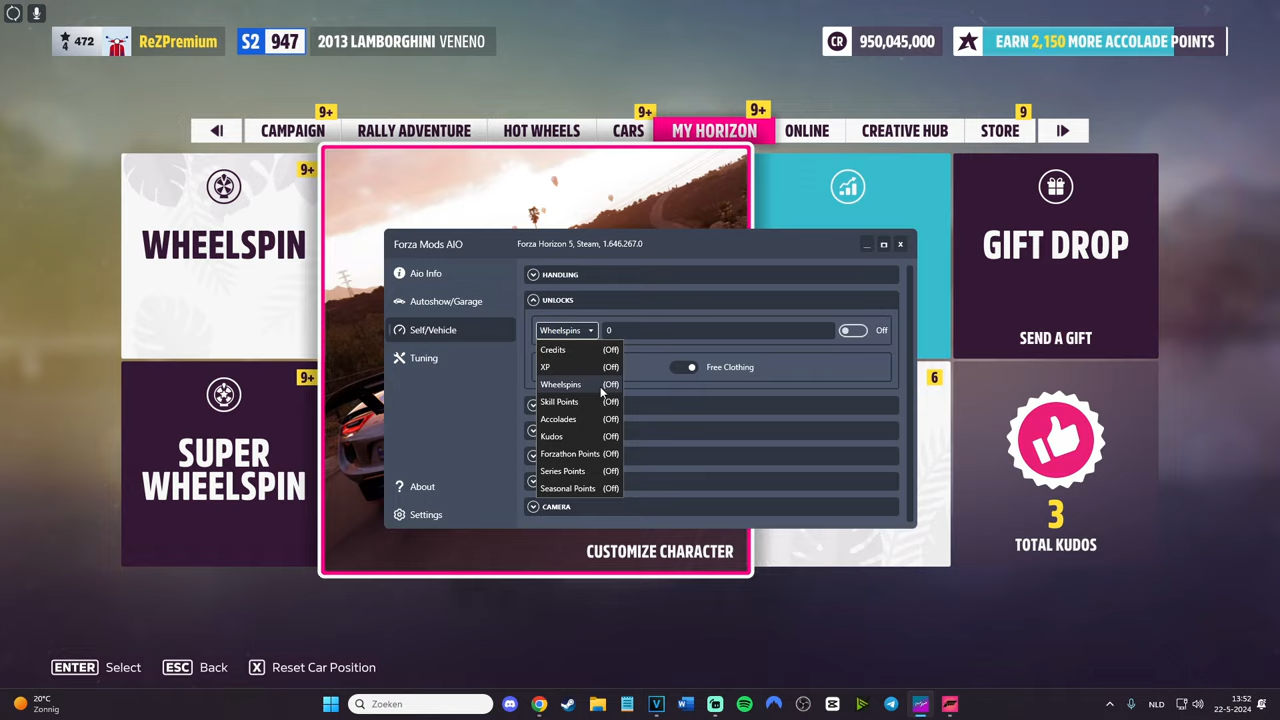 4 472 ReZPremium S2 947 2013 LAMBORGHINI VENENO CR 950,045,000 EARN 2,150 MORE ACCOLADE POINTS
9+ 9+ 9+ 9
CAMPAIGN RALLY ADVENTURE HOT WHEELS CARS MY HORIZON ONLINE CREATIVE HUB STORE
9+
WHEELSPIN
GIFT DROP
SEND A GIFT
Forza Mods AIO Forza Horizon 5, Steam, 1.646.267.0
Aio Info
Autoshow/Garage
Self/Vehicle
Tuning
About
Settings
HANDLING
UNLOCKS
Wheelspins 0 Off
Credits (Off)
XP (Off)
Free Clothing
Wheelspins (Off)
Skill Points (Off)
Accolades (Off)
Kudos (Off)
Forzathon Points (Off)
Series Points (Off)
Seasonal Points (Off)
CAMERA
9+
SUPER
WHEELSPIN
6
3
TOTAL KUDOS
CUSTOMIZE CHARACTER
ENTER Select ESC Back X Reset Car Position
20°C
Zonnig
Zoeken
NLD
13:52
22-5-2024